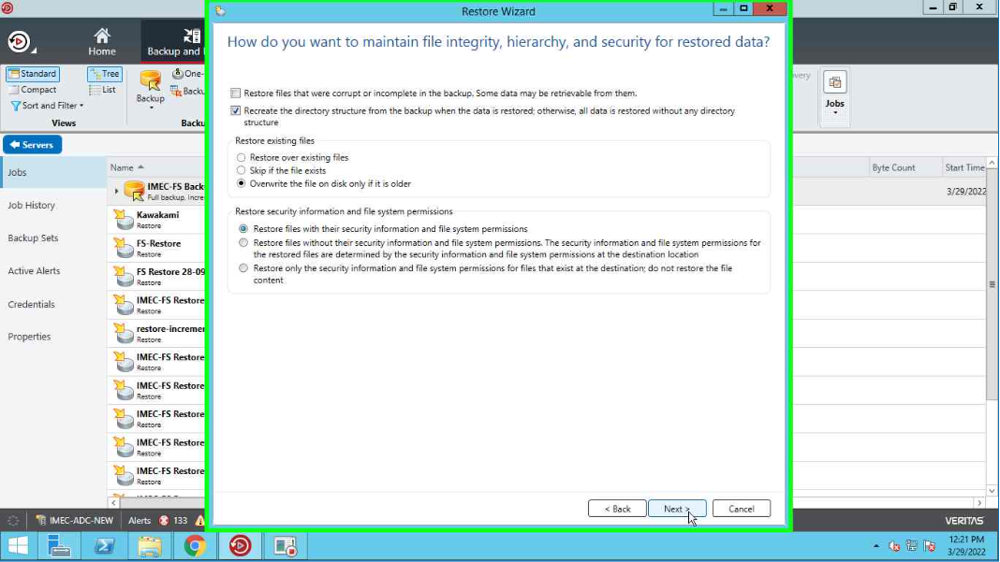 Restore Wizard
Home
Backup and
Standard
Compact
Sort and Filter
Views
Tree
List
Backup
One-
Backu
Backu
very
Jobs
Servers
Jobs
Job History
Backup Sets
Active Alerts
Credentials
Properties
Name
Byte Count
Start Time
IMEC-FS Back
Full backup, Incre
3/29/2022
Kawakami
Restore
FS-Restore
Restore
FS Restore 28-09
Restore
IMEC-FS Restore
Restore
restore-increme
Restore
IMEC-FS Restore
Restore
IMEC-FS Restore
Restore
IMEC-FS Restore
Restore
IMEC-FS Restore
Restore
IMEC-FS Restore
Restore
How do you want to maintain file integrity, hierarchy, and security for restored data?
Restore files that were corrupt or incomplete in the backup. Some data may be retrievable from them.
Recreate the directory structure from the backup when the data is restored; otherwise, all data is restored without any directory
structure
Restore existing files
Restore over existing files
Skip if the file exists
Overwrite the file on disk only if it is older
Restore security information and file system permissions
Restore files with their security information and file system permissions
Restore files without their security information and file system permissions. The security information and file system permissions for
the restored files are determined by the security information and file system permissions at the destination location
Restore only the security information and file system permissions for files that exist at the destination; do not restore the file
content
< Back
Next >
Cancel
IMEC-ADC-NEW
Alerts
133
VERITAS
12:21 PM
3/29/2022